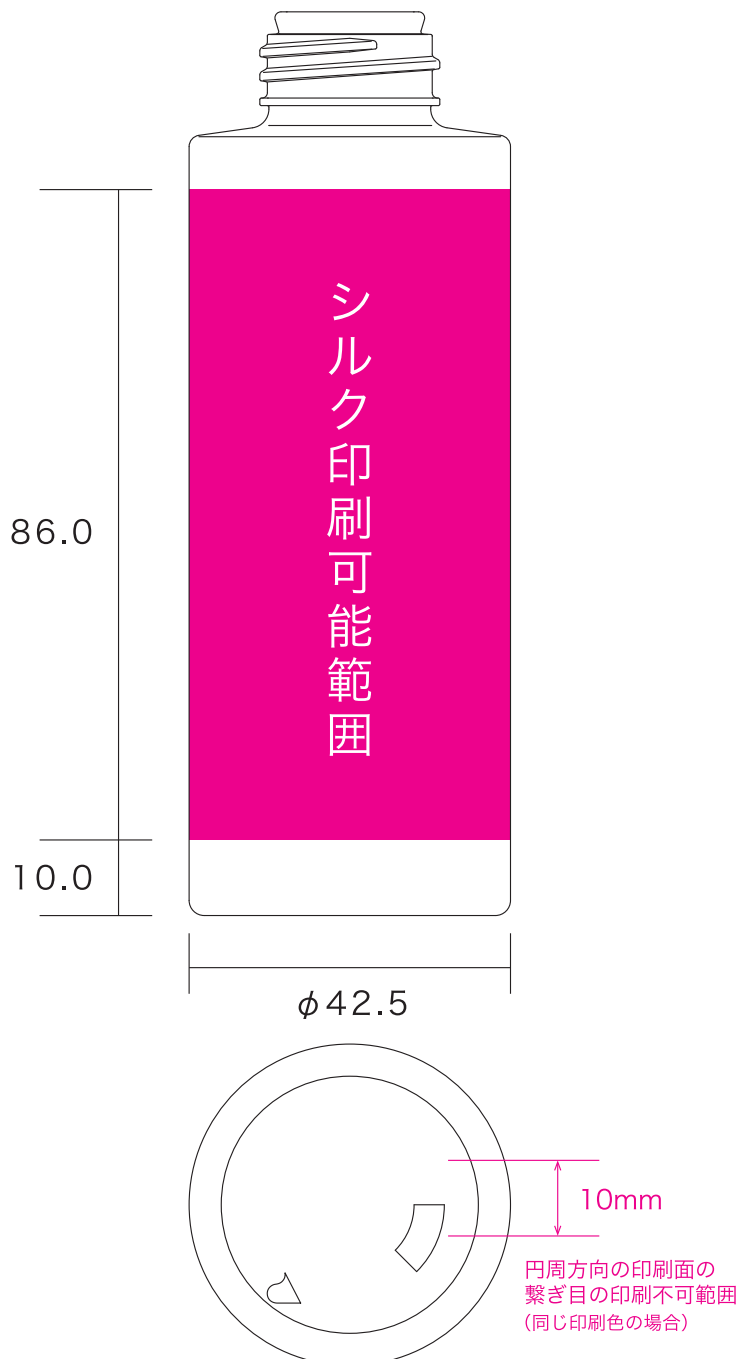 シルク印刷可能範囲
86.0
10.0
φ42.5
10mm
円周方向の印刷面の
繋ぎ目の印刷不可範囲
(同じ印刷色の場合)